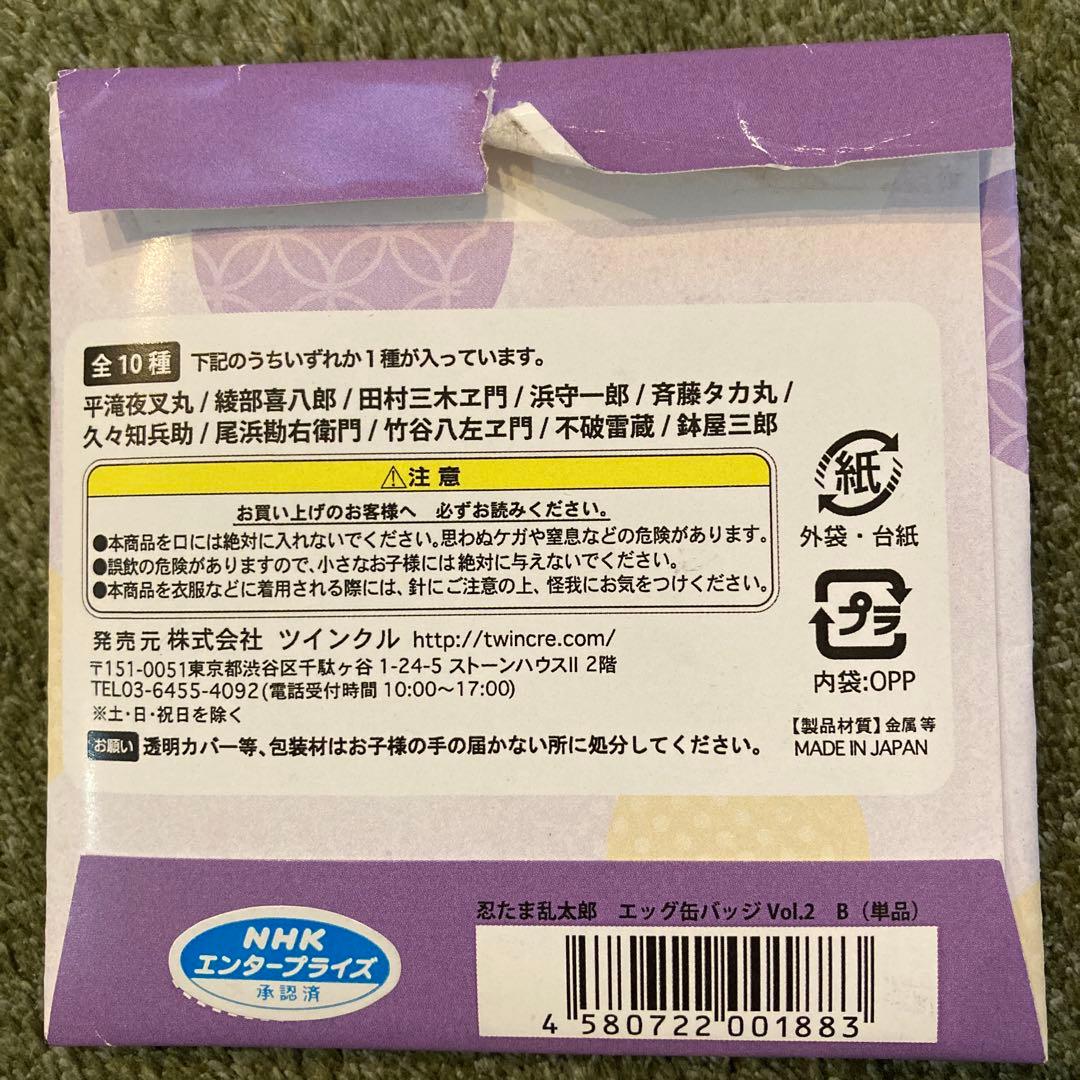 全10種 下記のうちいずれか1種が入っています。
平滝夜叉丸/綾部喜八郎/田村三木ヱ門/浜守一郎/斉藤タカ丸/
久々知兵助/尾浜勘右衛門/竹谷八左ヱ門/不破雷蔵/鉢屋三郎
⚠注意
お買い上げのお客様へ 必ずお読みください。
●本商品を口には絶対に入れないでください。思わぬケガや窒息などの危険があります。
●誤飲の危険がありますので、小さなお子様には絶対に与えないでください。
●本商品を衣服などに着用される際には、針にご注意の上、怪我にお気をつけください。
発売元 株式会社 ツインクル http://twincre.com/
〒151-0051東京都渋谷区千駄ヶ谷1-24-5 ストーンハウスII 2階
TEL03-6455-4092(電話受付時間10:00〜17:00)
※土・日・祝日を除く
お願い 透明カバー等、包装材はお子様の手の届かない所に処分してください。
紙
外袋・台紙
プラ
内袋:OPP
【製品材質】金属等
MADE IN JAPAN
忍たま乱太郎 エッグ缶バッジ Vol.2 B(単品)
NHK
エンタープライズ
承認済
4 580722 001883